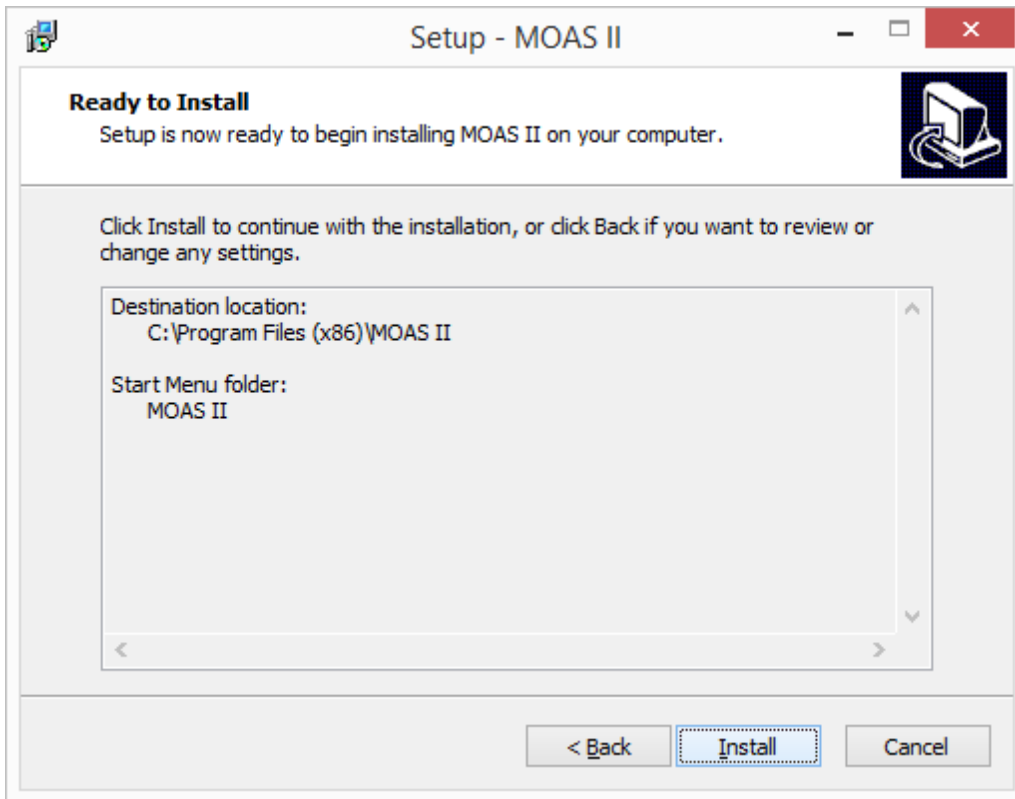 Setup - MOAS II
Ready to Install
Setup is now ready to begin installing MOAS II on your computer.
Click Install to continue with the installation, or click Back if you want to review or
change any settings.
Destination location:
C:\Program Files (x86)\MOAS II
Start Menu folder:
MOAS II
< Back
Install
Cancel